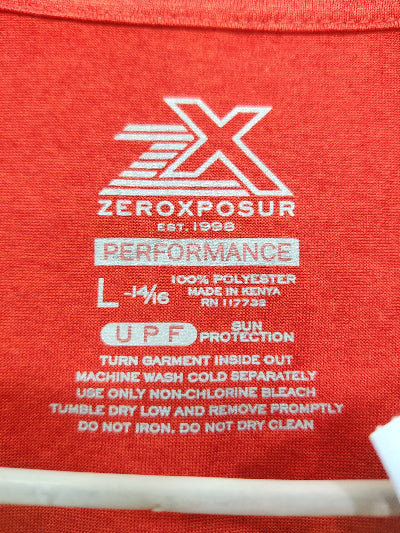 ZX
ZEROXPOSUR
EST. 1998
PERFORMANCE
L -14/16
100% POLYESTER
MADE IN KENYA
RN 117732
UPF SUN PROTECTION
TURN GARMENT INSIDE OUT
MACHINE WASH COLD SEPARATELY
USE ONLY NON-CHLORINE BLEACH
TUMBLE DRY LOW AND REMOVE PROMPTLY
DO NOT IRON. DO NOT DRY CLEAN